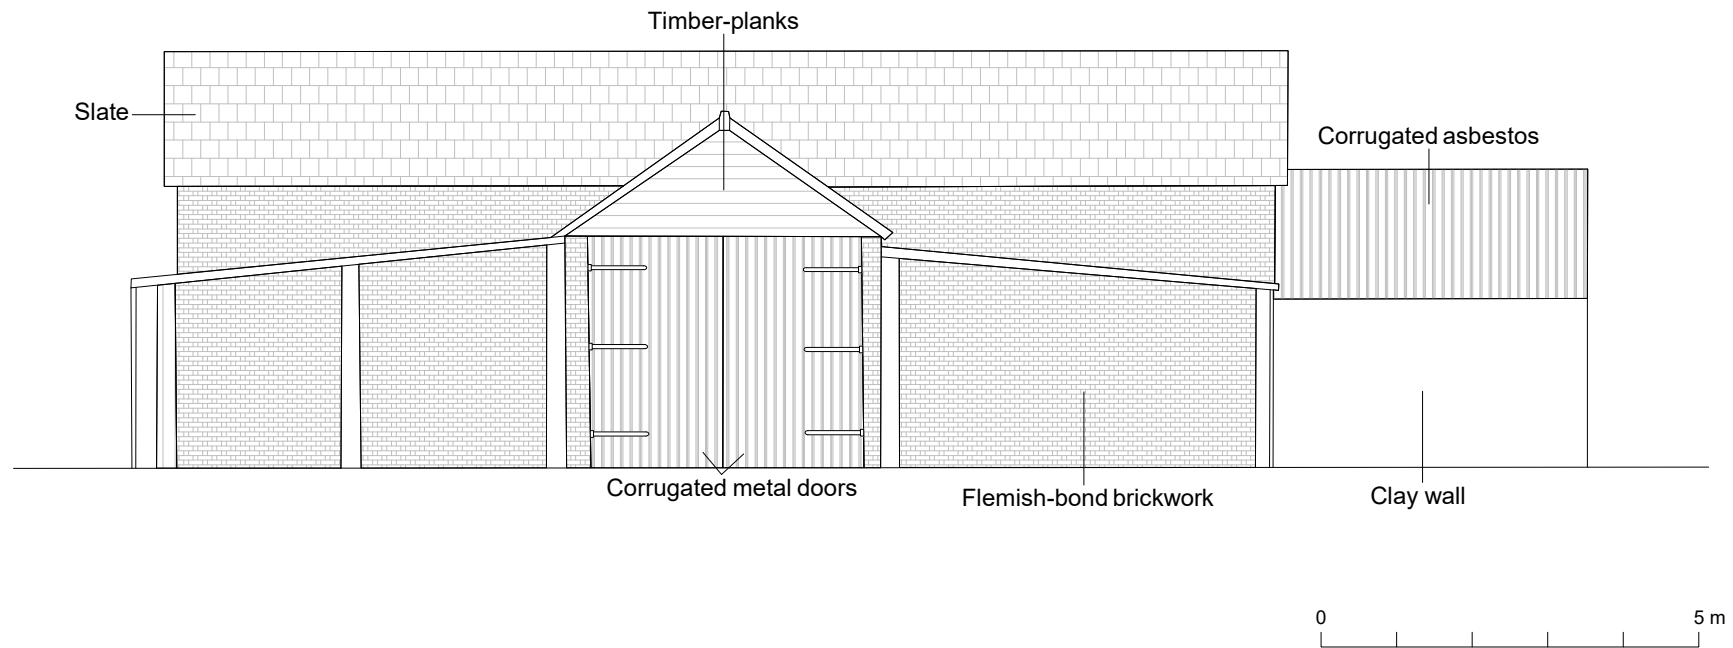 Timber-planks
Slate
Corrugated asbestos
Corrugated metal doors
Flemish-bond brickwork
Clay wall
0
5 m